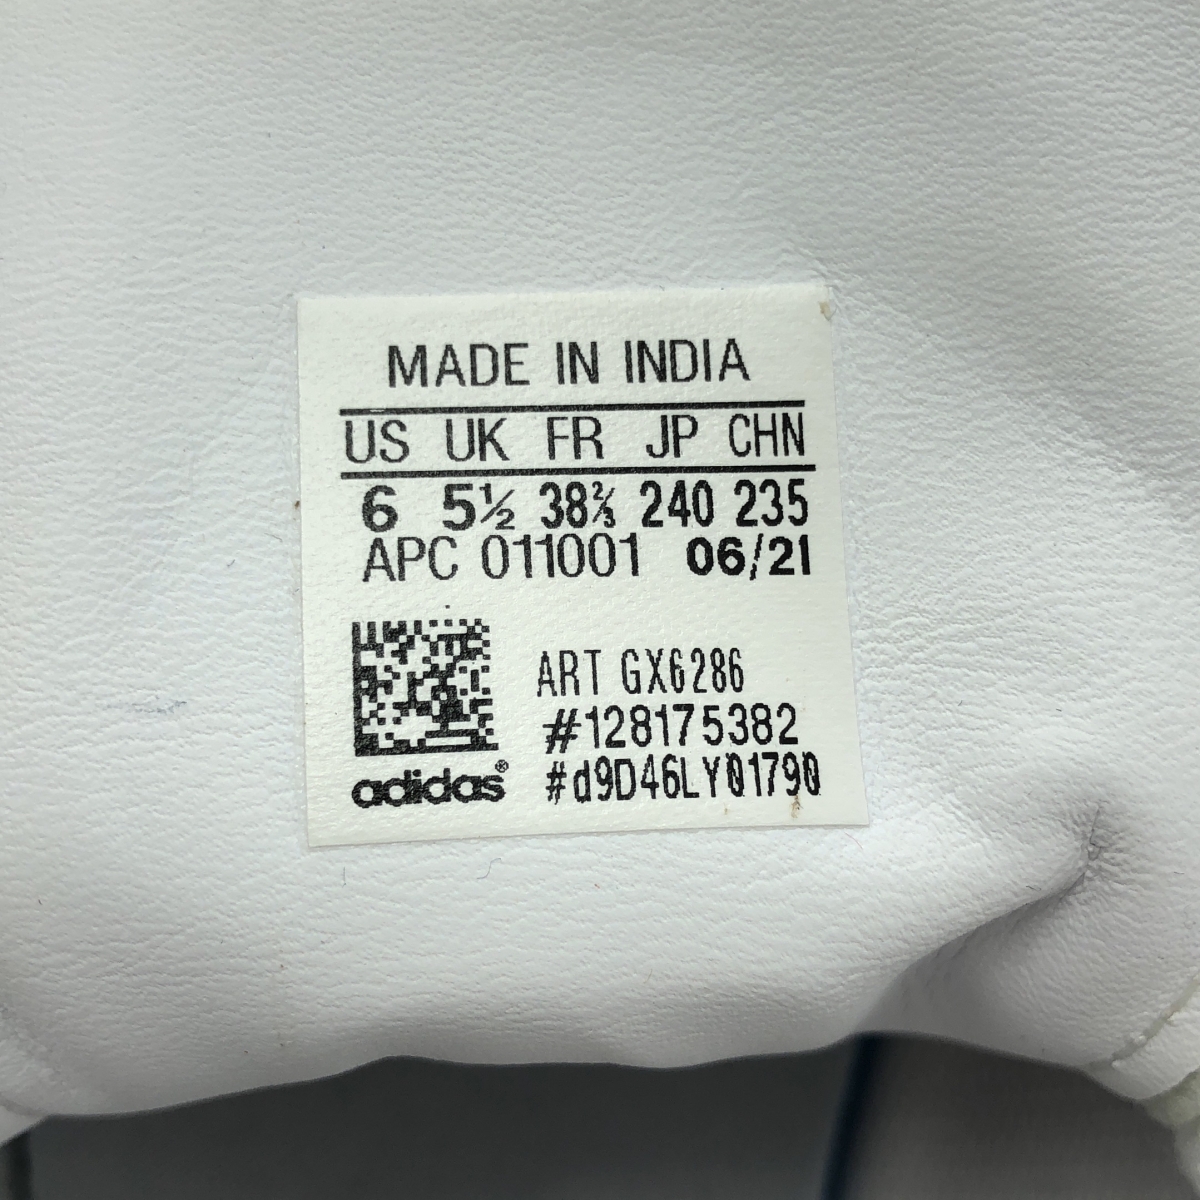 MADE IN INDIA
US UK FR JP CHN
6 5½ 38⅔ 240 235
APC 011001 06/21
ART GX6286
#128175382
#d9D46LY01790
adidas®